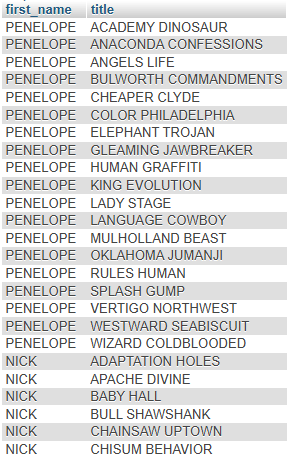 first_name title
PENELOPE ACADEMY DINOSAUR
PENELOPE ANACONDA CONFESSIONS
PENELOPE ANGELS LIFE
PENELOPE BULWORTH COMMANDMENTS
PENELOPE CHEAPER CLYDE
PENELOPE COLOR PHILADELPHIA
PENELOPE ELEPHANT TROJAN
PENELOPE GLEAMING JAWBREAKER
PENELOPE HUMAN GRAFFITI
PENELOPE KING EVOLUTION
PENELOPE LADY STAGE
PENELOPE LANGUAGE COWBOY
PENELOPE MULHOLLAND BEAST
PENELOPE OKLAHOMA JUMANJI
PENELOPE RULES HUMAN
PENELOPE SPLASH GUMP
PENELOPE VERTIGO NORTHWEST
PENELOPE WESTWARD SEABISCUIT
PENELOPE WIZARD COLDBLOODED
NICK ADAPTATION HOLES
NICK APACHE DIVINE
NICK BABY HALL
NICK BULL SHAWSHANK
NICK CHAINSAW UPTOWN
NICK CHISUM BEHAVIOR